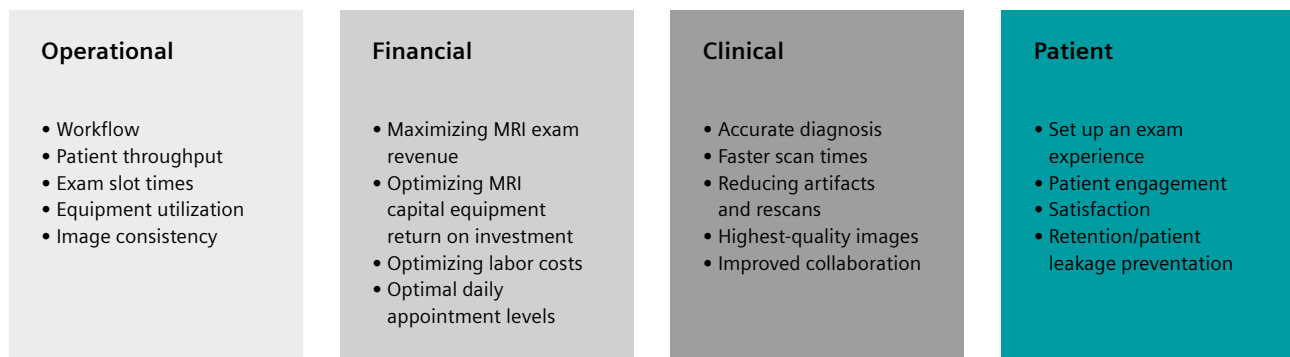 Operational
• Workflow
• Patient throughput
• Exam slot times
• Equipment utilization
• Image consistency
Financial
• Maximizing MRI exam
revenue
• Optimizing MRI
capital equipment
return on investment
• Optimizing labor costs
• Optimal daily
appointment levels
Clinical
• Accurate diagnosis
• Faster scan times
• Reducing artifacts
and rescans
• Highest-quality images
• Improved collaboration
Patient
• Set up an exam
experience
• Patient engagement
• Satisfaction
• Retention/patient
leakage preventation